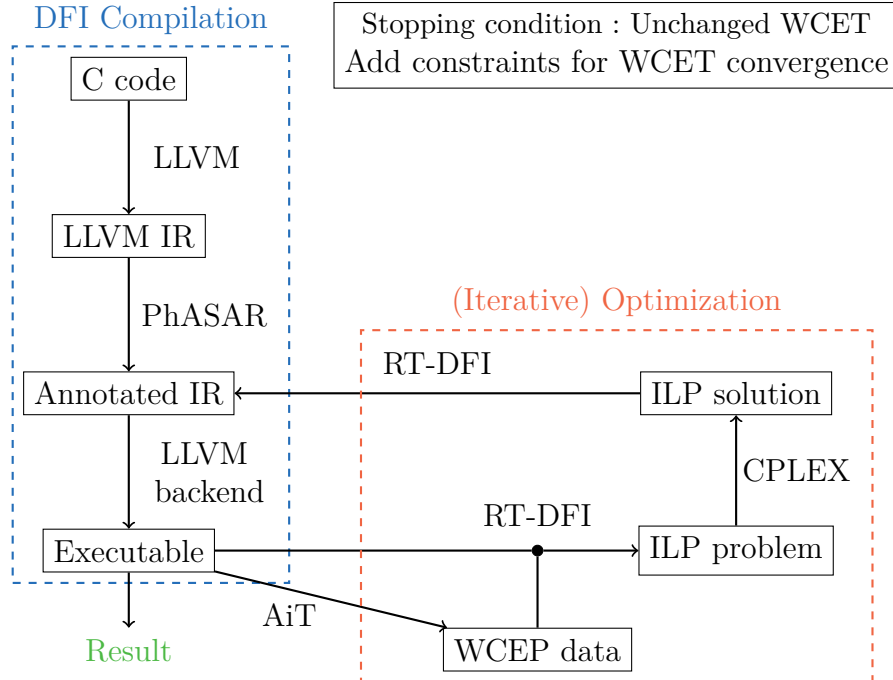 DFI Compilation
Stopping condition : Unchanged WCET
Add constraints for WCET convergence
C code
LLVM
LLVM IR
PhASAR
(Iterative) Optimization
RT-DFI
Annotated IR
ILP solution
LLVM
backend
CPLEX
RT-DFI
Executable
ILP problem
AiT
Result
WCEP data